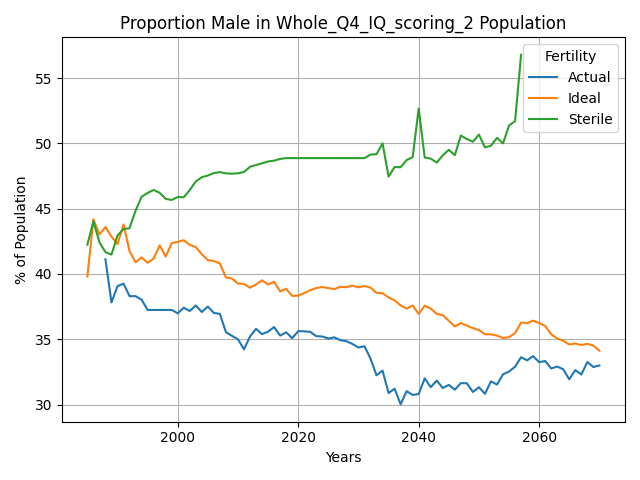 Proportion Male in Whole_Q4_IQ_scoring_2 Population
Fertility
Actual
Ideal
Sterile
% of Population
55
50
45
40
35
30
2000
2020
2040
2060
Years